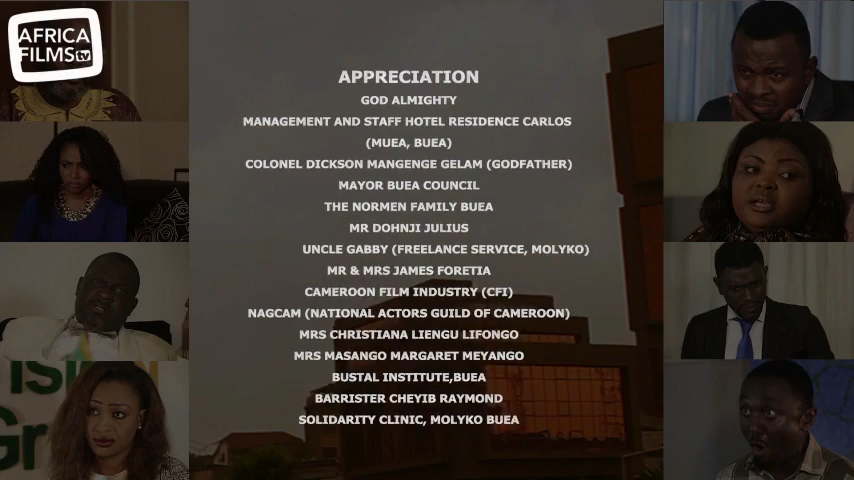 AFRICA
FILMS tv
APPRECIATION
GOD ALMIGHTY
MANAGEMENT AND STAFF HOTEL RESIDENCE CARLOS
(MUEA, BUEA)
COLONEL DICKSON MANGENGE GELAM (GODFATHER)
MAYOR BUEA COUNCIL
THE NORMEN FAMILY BUEA
MR DOHNJI JULIUS
UNCLE GABBY (FREELANCE SERVICE, MOLYKO)
MR & MRS JAMES FORETIA
CAMEROON FILM INDUSTRY (CFI)
NAGCAM (NATIONAL ACTORS GUILD OF CAMEROON)
MRS CHRISTIANA LIENGU LIFONGO
MRS MASANGO MARGARET MEYANGO
BUSTAL INSTITUTE,BUEA
BARRISTER CHEYIB RAYMOND
SOLIDARITY CLINIC, MOLYKO BUEA